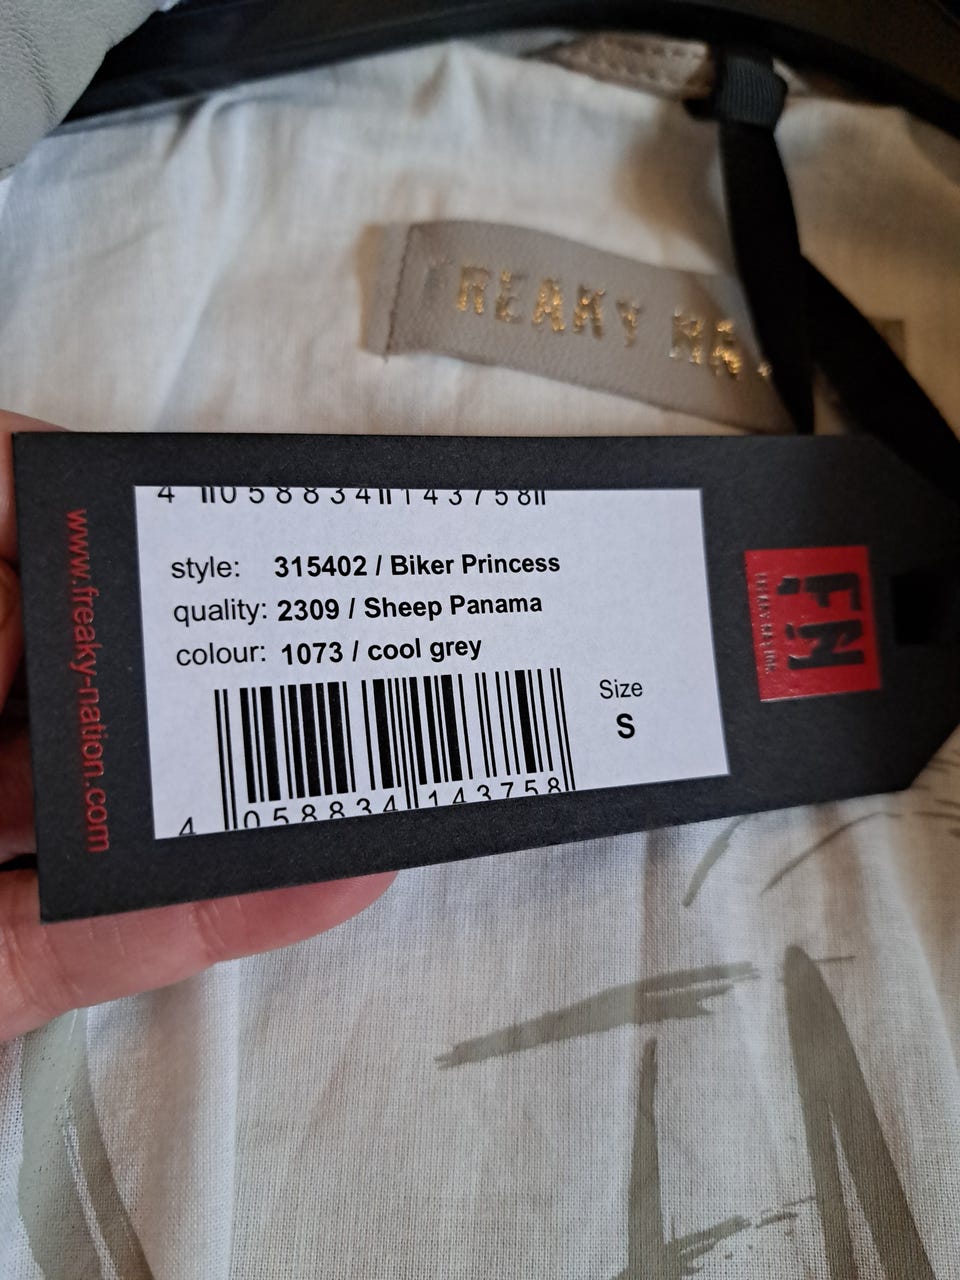 FREAKY NA
4 058834 143758
style: 315402 / Biker Princess
quality: 2309 / Sheep Panama
colour: 1073 / cool grey
Size
S
4 058834 143758
www.freaky-nation.com
FN